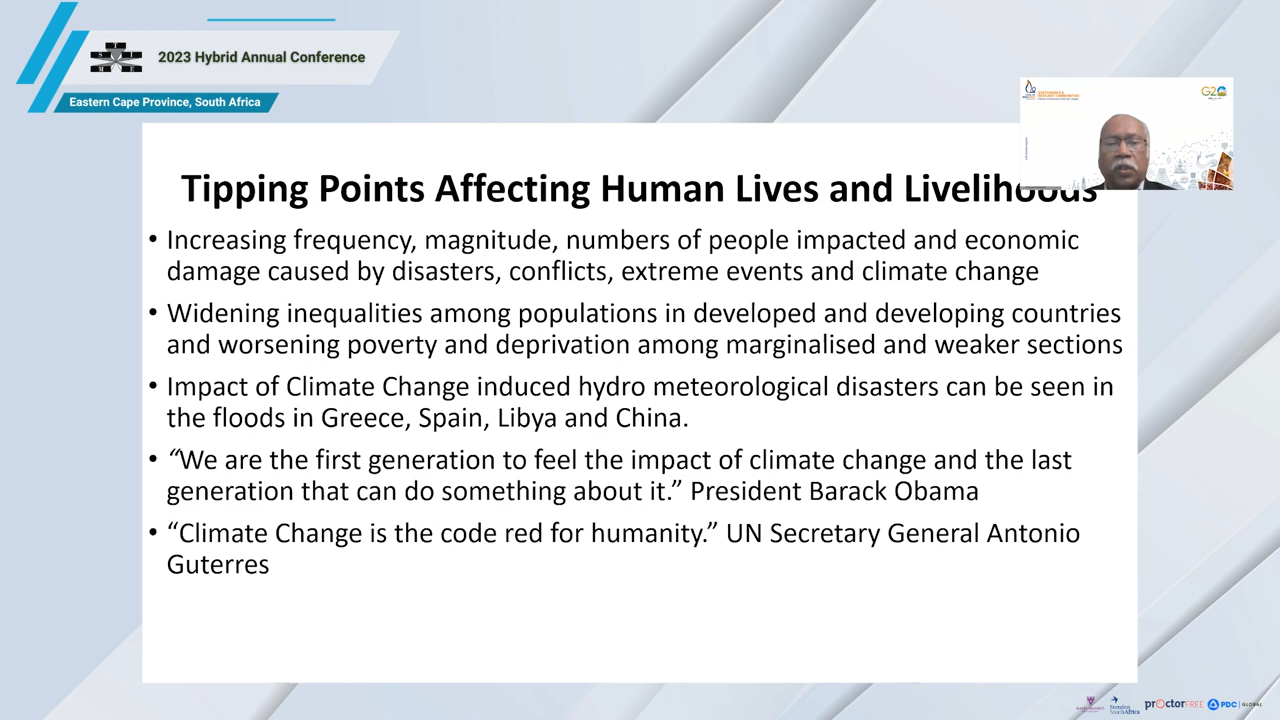 2023 Hybrid Annual Conference
Eastern Cape Province, South Africa
G20
Tipping Points Affecting Human Lives and Livelihoods
• Increasing frequency, magnitude, numbers of people impacted and economic
damage caused by disasters, conflicts, extreme events and climate change
• Widening inequalities among populations in developed and developing countries
and worsening poverty and deprivation among marginalised and weaker sections
• Impact of Climate Change induced hydro meteorological disasters can be seen in
the floods in Greece, Spain, Libya and China.
• “We are the first generation to feel the impact of climate change and the last
generation that can do something about it.” President Barack Obama
• “Climate Change is the code red for humanity.” UN Secretary General Antonio
Guterres
Stenden
South Africa
proctorFREE
PDC | GLOBAL